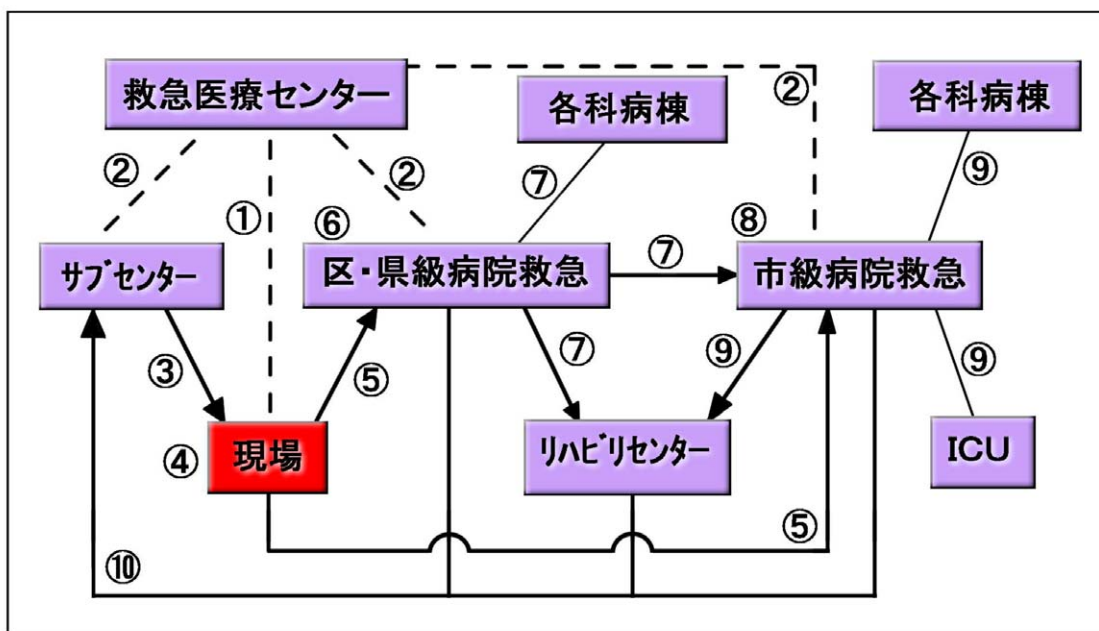 救急医療センター
各科病棟
各科病棟
②
②
①
②
⑦
⑨
⑥
⑧
サブセンター
区・県級病院救急
⑦
市級病院救急
③
⑤
⑦
⑨
⑨
④
現場
リハビリセンター
ICU
⑤
⑩